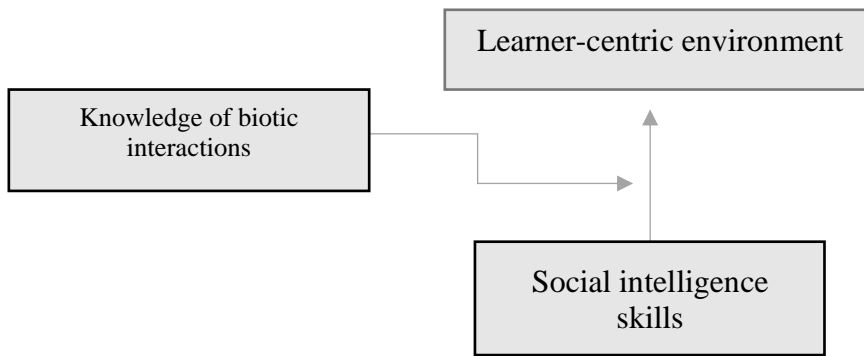 Learner-centric environment
Knowledge of biotic
interactions
Social intelligence
skills